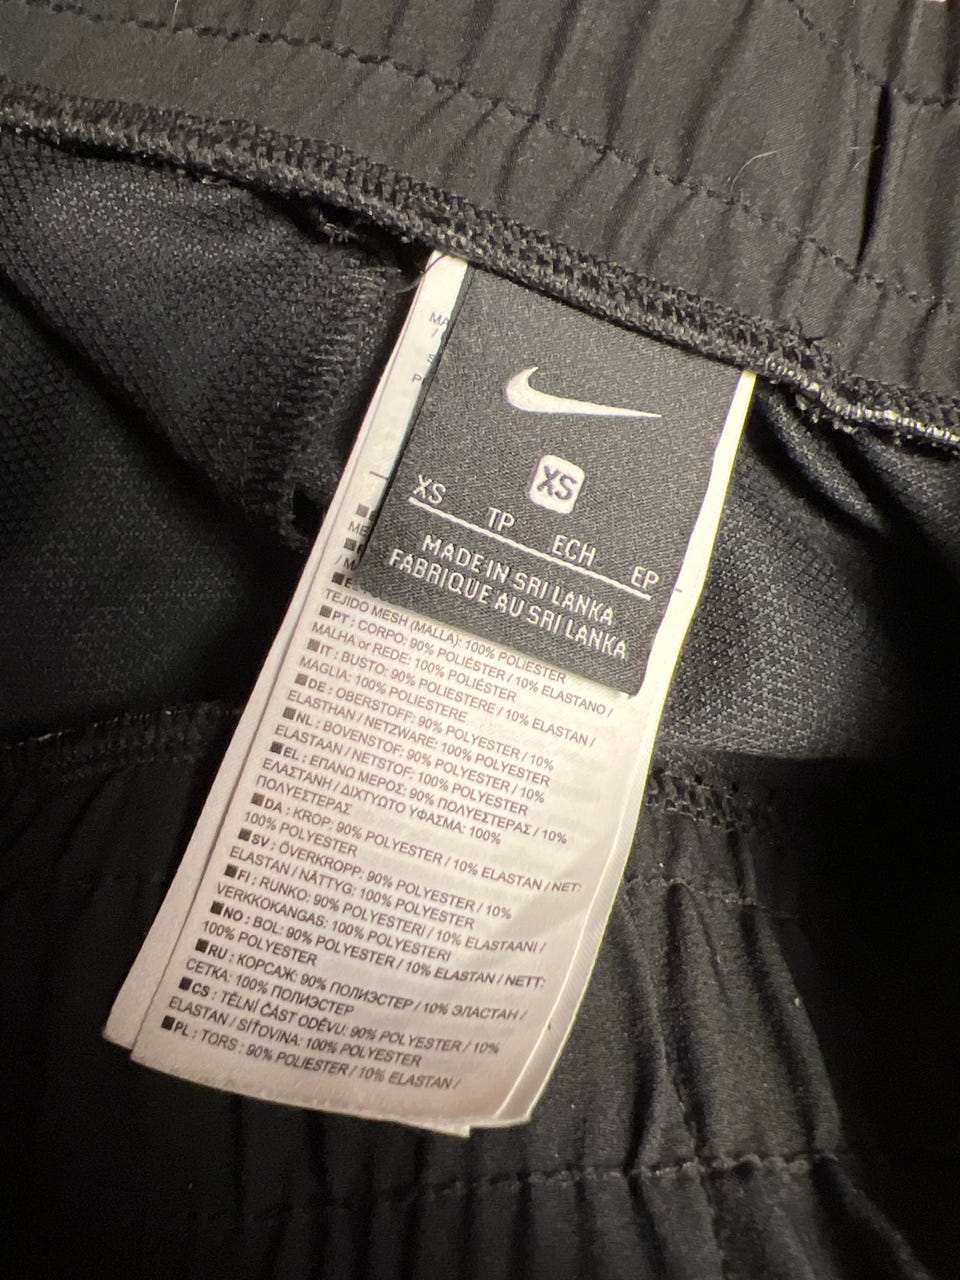 XS
XS TP ECH EP
MADE IN SRI LANKA
FABRIQUE AU SRI LANKA
TEJIDO MESH (MALLA): 100% POLIESTER
PT : CORPO: 90% POLIÉSTER / 10% ELASTANO /
MALHA or REDE: 100% POLIÉSTER
IT : BUSTO: 90% POLIESTERE / 10% ELASTAN /
MAGLIA: 100% POLIESTERE
DE : OBERSTOFF: 90% POLYESTER / 10%
ELASTHAN / NETZWARE: 100% POLYESTER
NL : BOVENSTOF: 90% POLYESTER / 10%
ELASTAAN / NETSTOF: 100% POLYESTER
EL : ΕΠΑΝΩ ΜΕΡΟΣ: 90% ΠΟΛΥΕΣΤΕΡΑΣ / 10%
ΕΛΑΣΤΑΝΗ / ΔΙΧΤΥΩΤΟ ΥΦΑΣΜΑ: 100%
ΠΟΛΥΕΣΤΕΡΑΣ
DA : KROP: 90% POLYESTER / 10% ELASTAN / NET:
100% POLYESTER
SV : ÖVERKROPP: 90% POLYESTER / 10%
ELASTAN / NÄTTYG: 100% POLYESTER
FI : RUNKO: 90% POLYESTERI / 10% ELASTAANI /
VERKKOKANGAS: 100% POLYESTERI
NO : BOL: 90% POLYESTER / 10% ELASTAN / NETT:
100% POLYESTER
RU : КОРСАЖ: 90% ПОЛИЭСТЕР / 10% ЭЛАСТАН /
СЕТКА: 100% ПОЛИЭСТЕР
CS : TĚLNÍ ČÁST ODĚVU: 90% POLYESTER / 10%
ELASTAN / SÍŤOVINA: 100% POLYESTER
PL : TORS : 90% POLIESTER / 10% ELASTAN /